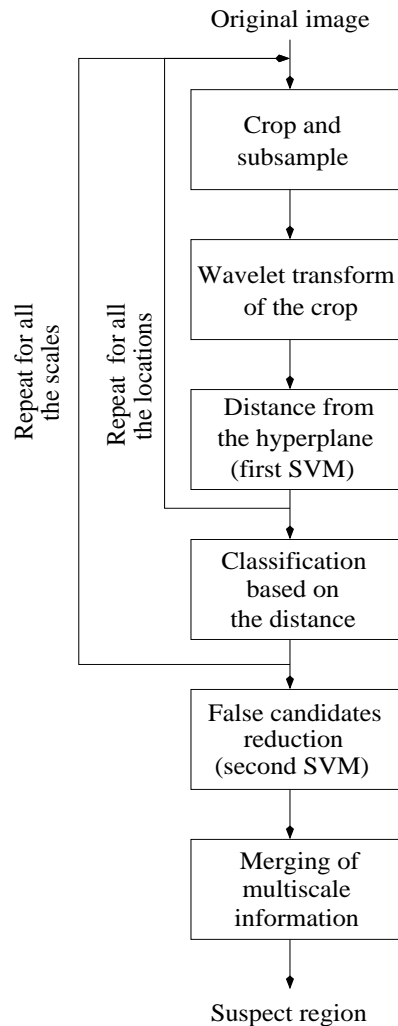 Original image
Crop and
subsample
Wavelet transform
of the crop
Repeat for all
the scales
Repeat for all
the locations
Distance from
the hyperplane
(first SVM)
Classification
based on
the distance
False candidates
reduction
(second SVM)
Merging of
multiscale
information
Suspect region